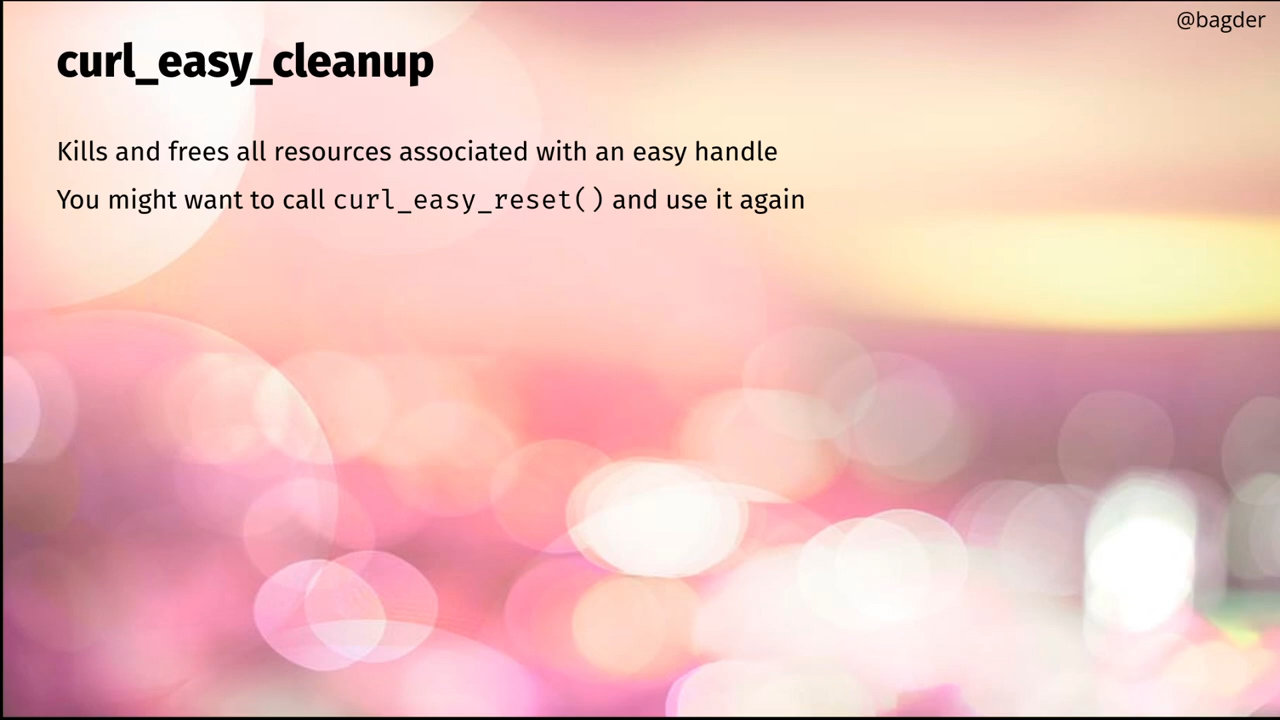 @bagder
curl_easy_cleanup
Kills and frees all resources associated with an easy handle
You might want to call curl_easy_reset() and use it again